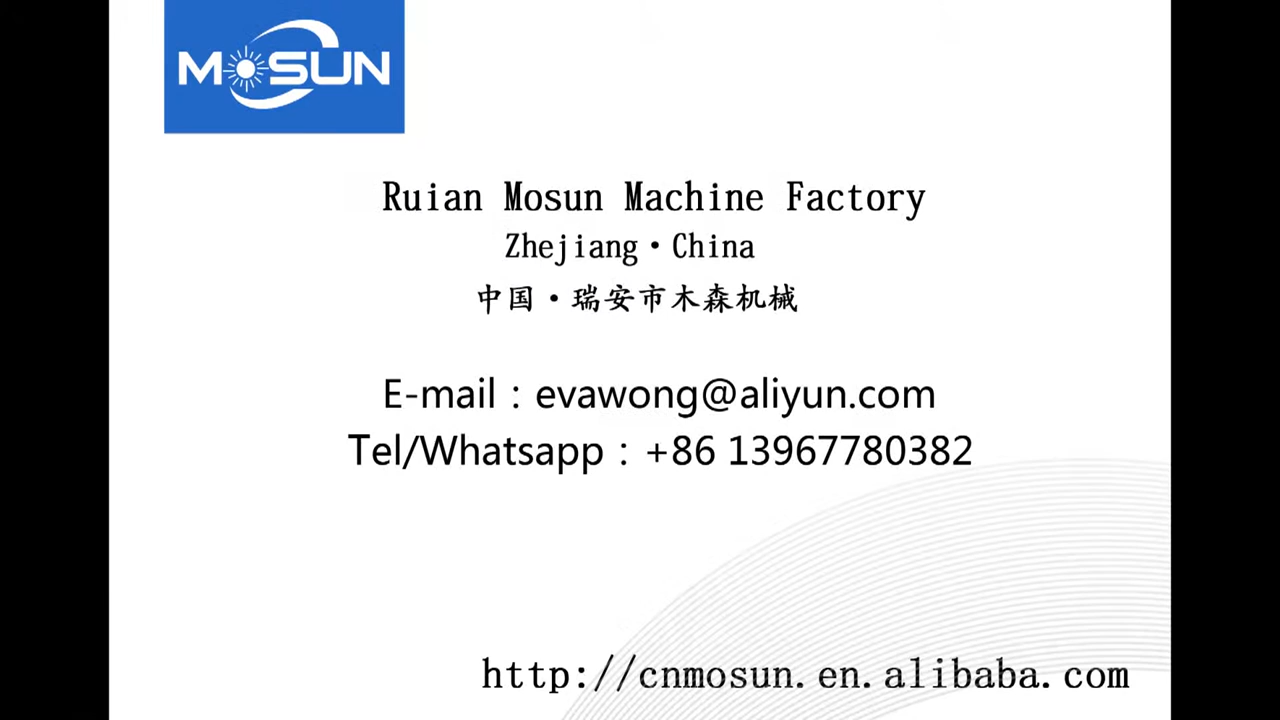 MOSUN
Ruian Mosun Machine Factory
Zhejiang·China
中国·瑞安市木森机械
E-mail：evawong@aliyun.com
Tel/Whatsapp：+86 13967780382
http://cnmosun.en.alibaba.com